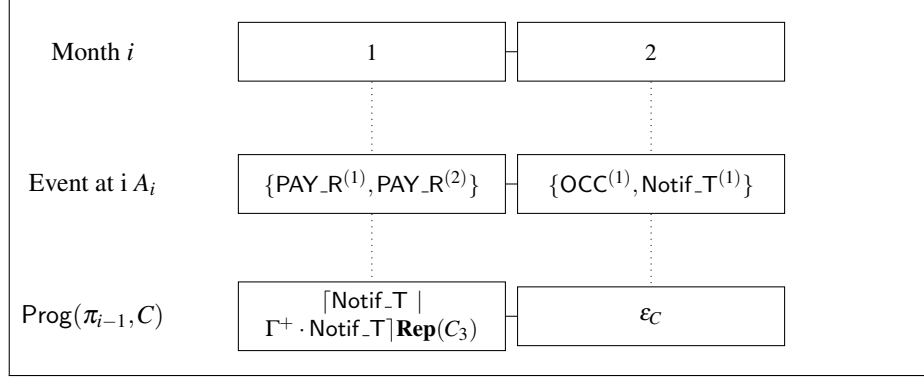 Month i 1 2
Event at i A_i {PAY_R^(1), PAY_R^(2)} {OCC^(1), Notif_T^(1)}
⌈Notif_T |
Prog(π_{i−1}, C) Γ^+ · Notif_T⌉Rep(C_3) ε_C